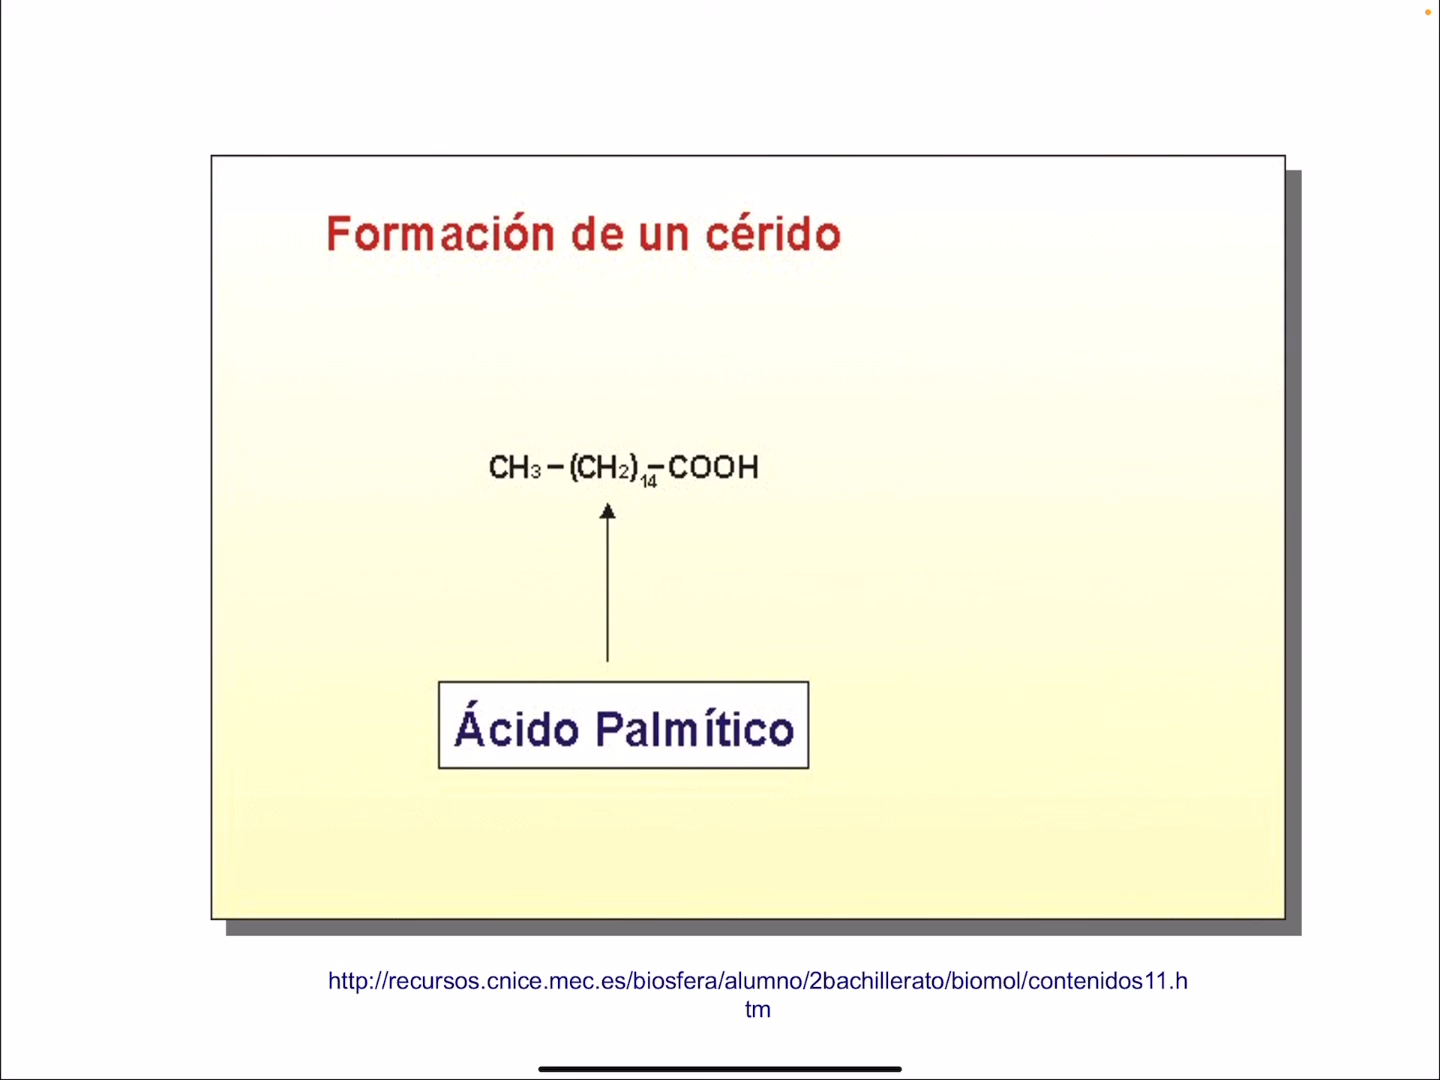 Formación de un cérido
CH3-(CH2)14-COOH
Ácido Palmítico
http://recursos.cnice.mec.es/biosfera/alumno/2bachillerato/biomol/contenidos11.h
tm